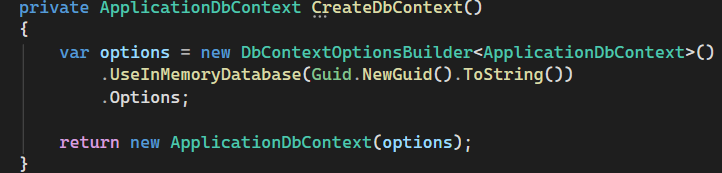 private ApplicationDbContext CreateDbContext()
{
    var options = new DbContextOptionsBuilder<ApplicationDbContext>()
        .UseInMemoryDatabase(Guid.NewGuid().ToString())
        .Options;

    return new ApplicationDbContext(options);
}